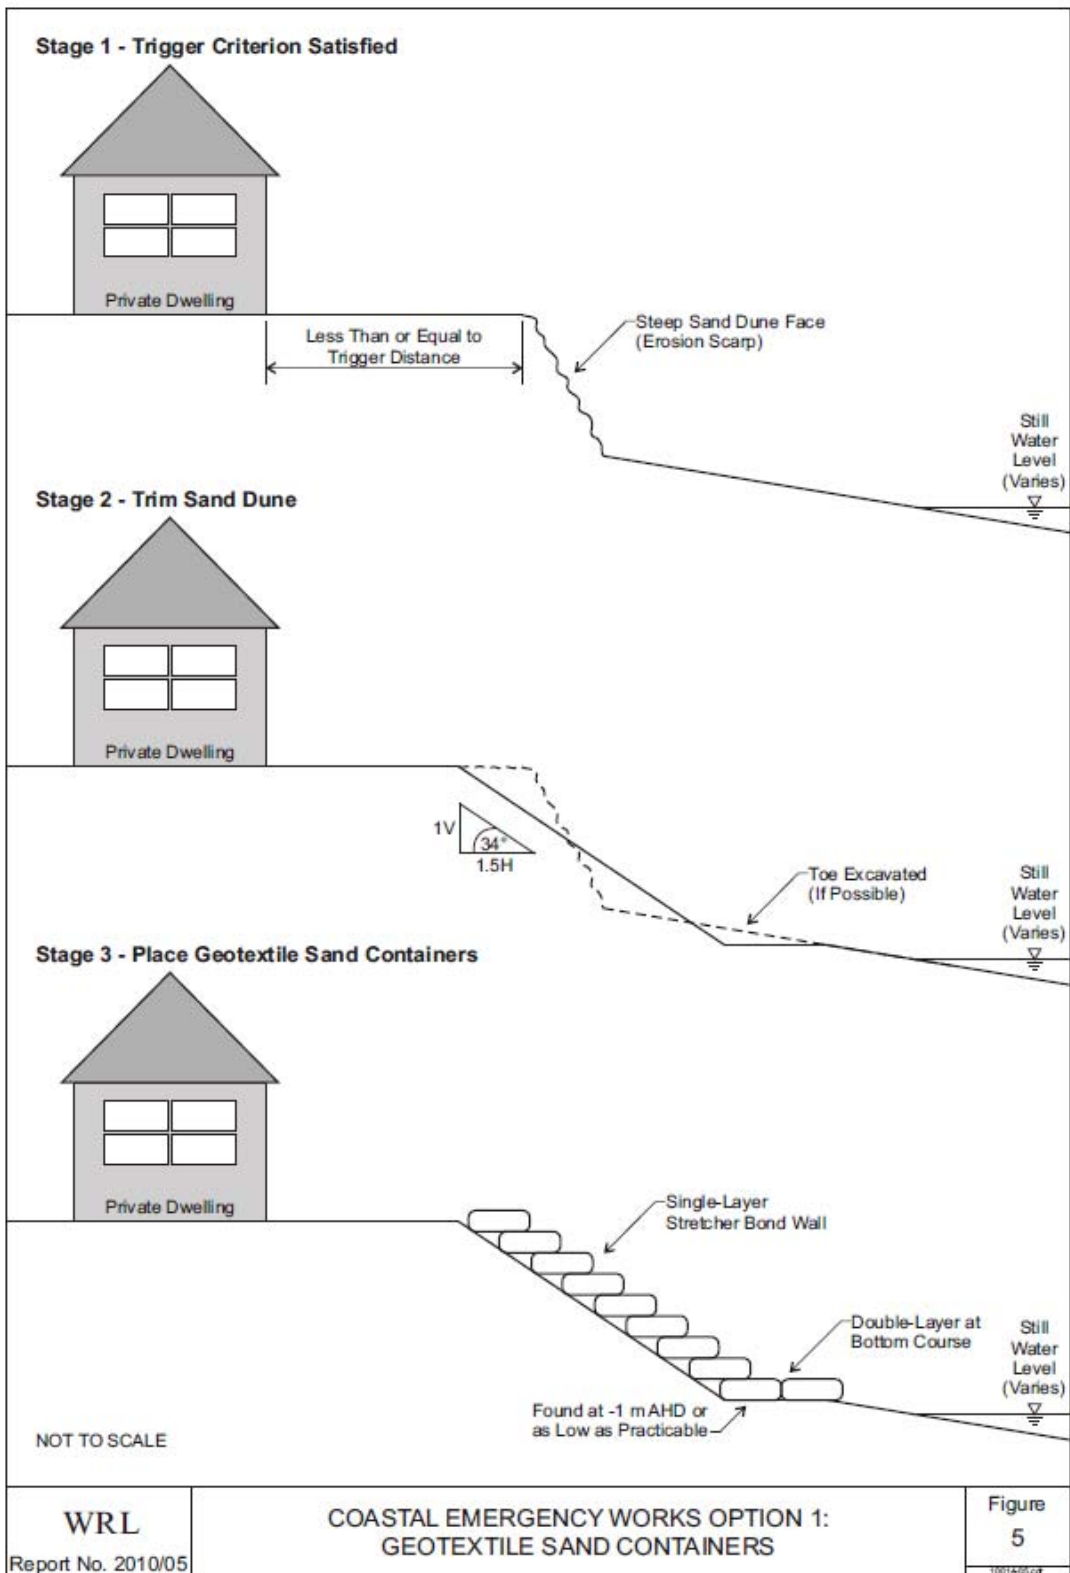 Stage 1 - Trigger Criterion Satisfied
Private Dwelling
Less Than or Equal to
Trigger Distance
Steep Sand Dune Face
(Erosion Scarp)
Still
Water
Level
(Varies)
Stage 2 - Trim Sand Dune
Private Dwelling
1V
34°
1.5H
Toe Excavated
(If Possible)
Still
Water
Level
(Varies)
Stage 3 - Place Geotextile Sand Containers
Private Dwelling
Single-Layer
Stretcher Bond Wall
Double-Layer at
Bottom Course
Still
Water
Level
(Varies)
Found at -1 m AHD or
as Low as Practicable
NOT TO SCALE
WRL
Report No. 2010/05
COASTAL EMERGENCY WORKS OPTION 1:
GEOTEXTILE SAND CONTAINERS
Figure
5